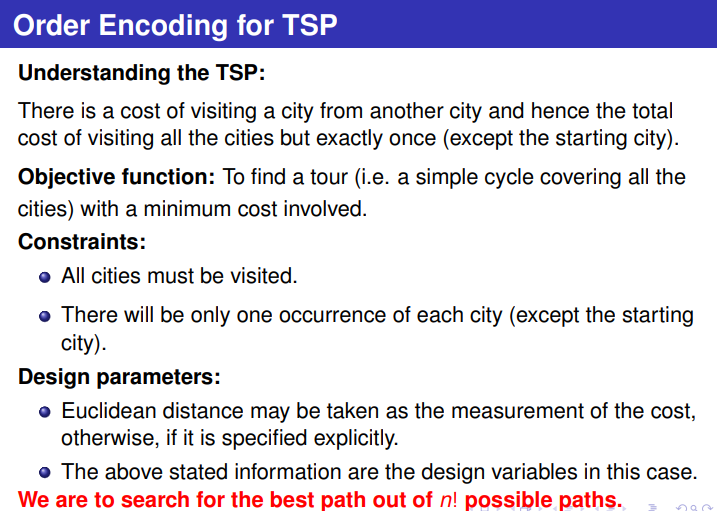 Order Encoding for TSP
Understanding the TSP:
There is a cost of visiting a city from another city and hence the total
cost of visiting all the cities but exactly once (except the starting city).
Objective function: To find a tour (i.e. a simple cycle covering all the
cities) with a minimum cost involved.
Constraints:
All cities must be visited.
There will be only one occurrence of each city (except the starting
city).
Design parameters:
Euclidean distance may be taken as the measurement of the cost,
otherwise, if it is specified explicitly.
The above stated information are the design variables in this case.
We are to search for the best path out of n! possible paths.